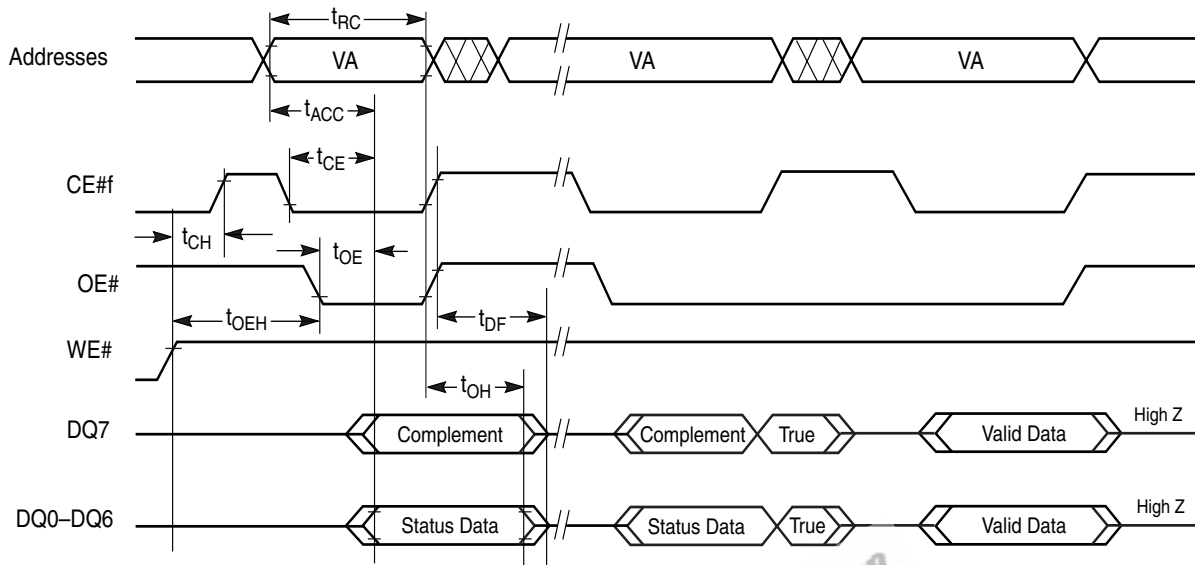 tRC
Addresses VA VA VA
tACC
tCE
CE#f
tCH tOE
OE#
tOEH tDF
WE#
tOH
DQ7 Complement Complement True Valid Data High Z
DQ0–DQ6 Status Data Status Data True Valid Data High Z